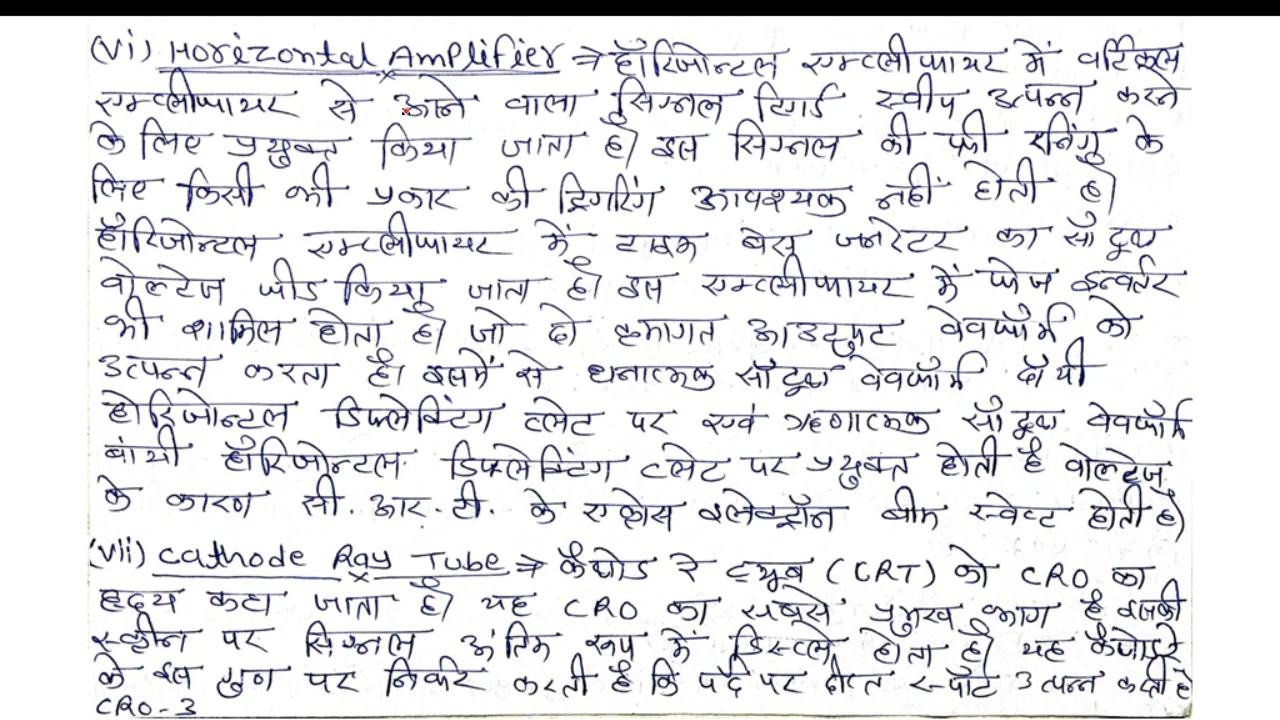 (vi) Horizontal Amplifier ⇒ हॉरिजोन्टल एम्प्लीफायर में वर्टिकल
एम्प्लीफायर से आने वाला सिग्नल टिगर्ड स्वीप उत्पन्न करने
के लिए प्रयुक्त किया जाता है। इस सिग्नल की फ्री रनिंग के
लिए किसी भी प्रकार की ट्रिगरिंग आवश्यक नहीं होती है।
हॉरिजोन्टल एम्प्लीफायर में टाइम बेस जनरेटर का सॉ टूथ
वोल्टेज फीड किया जाता है। इस एम्प्लीफायर में फेज इन्वर्टर
भी शामिल होता है। जो दो क्रमागत आउटपुट वेवफॉर्म को
उत्पन्न करता है। इसमें से धनात्मक सॉ टूथ वेवफॉर्म दॉयी
होरिजोन्टल डिफ्लेक्टिंग प्लेट पर एवं ऋणात्मक सॉ टूथ वेवफॉर्म
बांयी हॉरिजोन्टल डिफ्लेक्टिंग प्लेट पर प्रयुक्त होती है वोल्टेज
के कारण सी. आर. टी. के एक्रोस इलेक्ट्रॉन बीम स्वेप्ट होती है।
(vii) Cathode Ray Tube ⇒ कैथोड रे ट्यूब (CRT) को CRO का
हृदय कहा जाता है। यह CRO का सबसे प्रमुख भाग है इसकी
स्क्रीन पर सिग्नल अंतिम रूप में डिस्प्ले होता है। यह कैथोड रे
के इस गुण पर निर्भर करती है कि पर्दे पर दीप्त स्पॉट उत्पन्न करती है
CRO-3